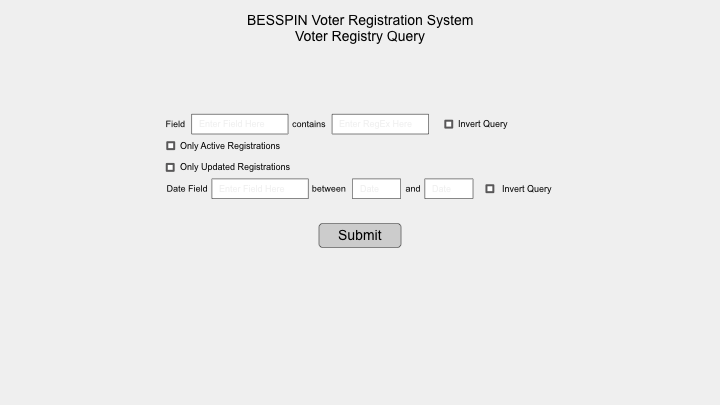 BESSPIN Voter Registration System
Voter Registry Query
Field Enter Field Here contains Enter RegEx Here Invert Query
Only Active Registrations
Only Updated Registrations
Date Field Enter Field Here between Date and Date Invert Query
Submit